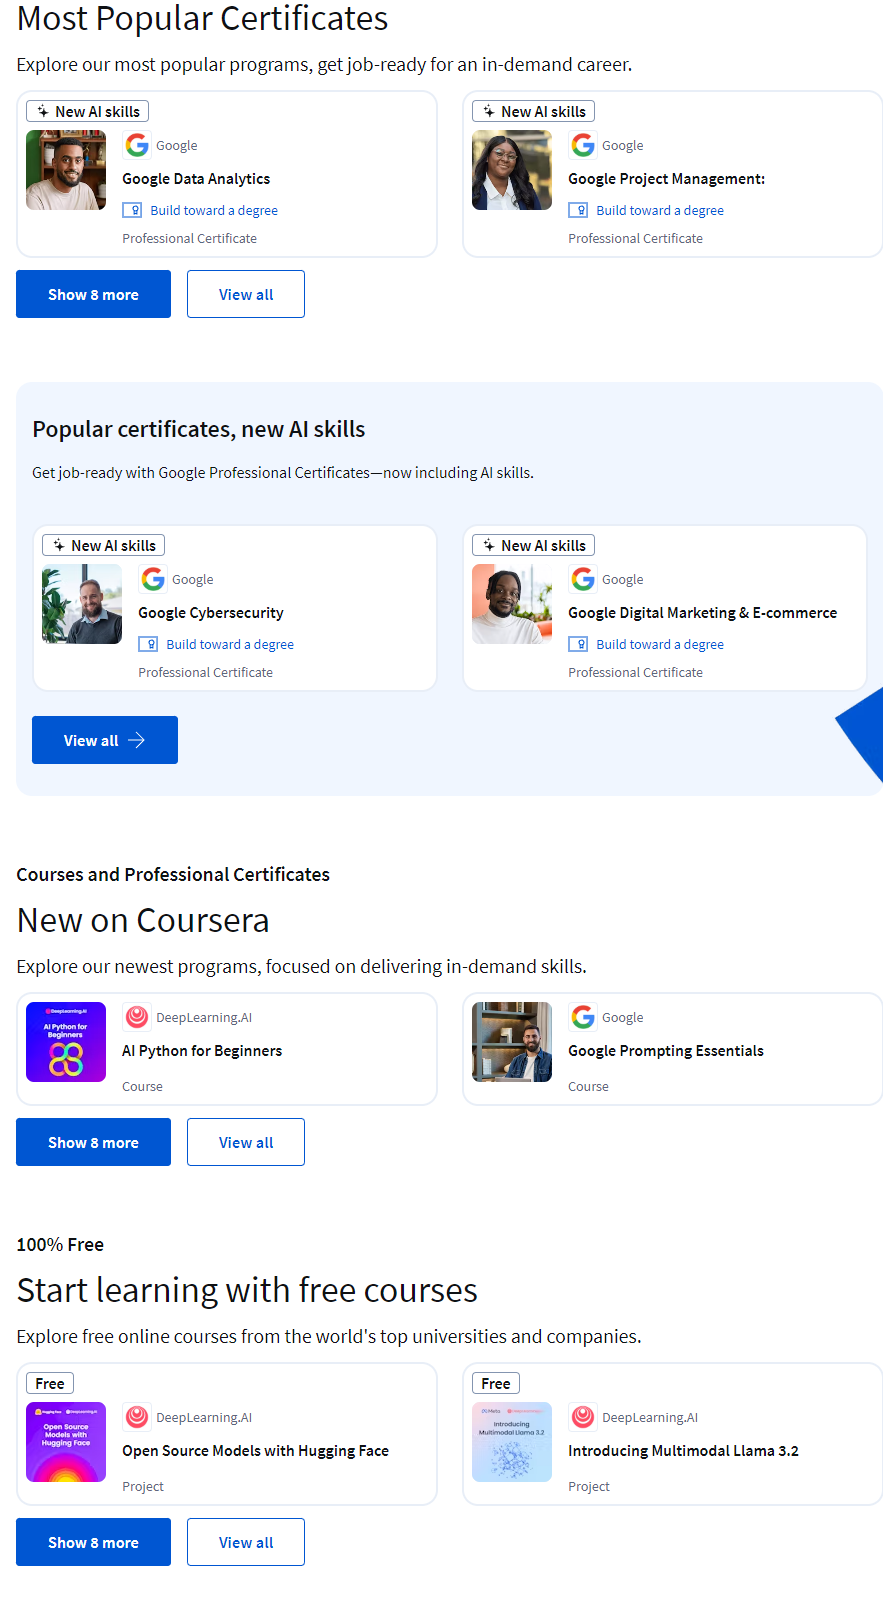 Most Popular Certificates
Explore our most popular programs, get job-ready for an in-demand career.
New AI skills
Google
Google Data Analytics
Build toward a degree
Professional Certificate
New AI skills
Google
Google Project Management:
Build toward a degree
Professional Certificate
Show 8 more
View all
Popular certificates, new AI skills
Get job-ready with Google Professional Certificates—now including AI skills.
New AI skills
Google
Google Cybersecurity
Build toward a degree
Professional Certificate
New AI skills
Google
Google Digital Marketing & E-commerce
Build toward a degree
Professional Certificate
View all
Courses and Professional Certificates
New on Coursera
Explore our newest programs, focused on delivering in-demand skills.
DeepLearning.AI
AI Python for
Beginners
DeepLearning.AI
AI Python for Beginners
Course
Google
Google Prompting Essentials
Course
Show 8 more
View all
100% Free
Start learning with free courses
Explore free online courses from the world's top universities and companies.
Free
Hugging Face DeepLearning.AI
Open Source
Models with
Hugging Face
DeepLearning.AI
Open Source Models with Hugging Face
Project
Free
Meta DeepLearning.AI
Introducing
Multimodal Llama 3.2
DeepLearning.AI
Introducing Multimodal Llama 3.2
Project
Show 8 more
View all